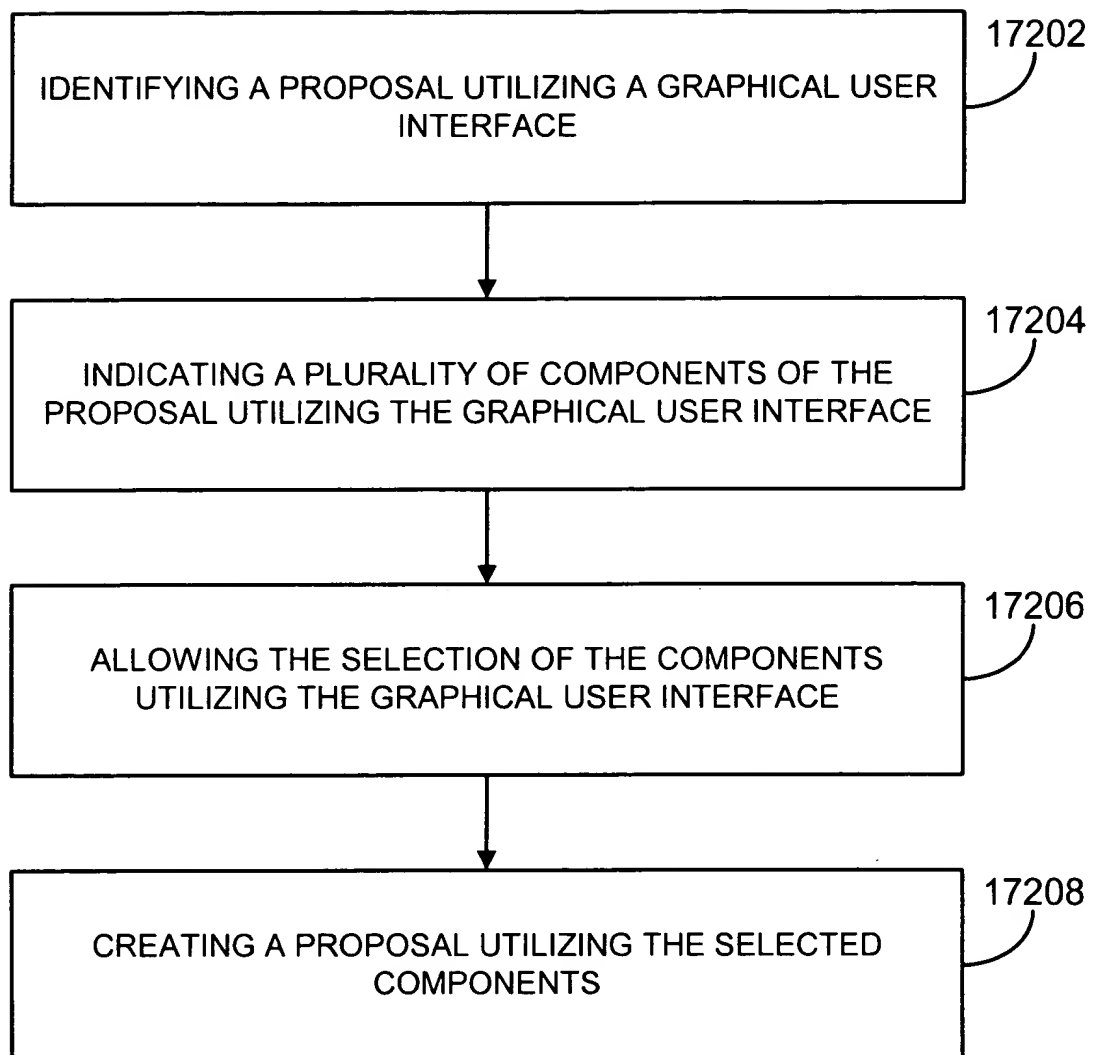 17202
IDENTIFYING A PROPOSAL UTILIZING A GRAPHICAL USER
INTERFACE
17204
INDICATING A PLURALITY OF COMPONENTS OF THE
PROPOSAL UTILIZING THE GRAPHICAL USER INTERFACE
17206
ALLOWING THE SELECTION OF THE COMPONENTS
UTILIZING THE GRAPHICAL USER INTERFACE
17208
CREATING A PROPOSAL UTILIZING THE SELECTED
COMPONENTS